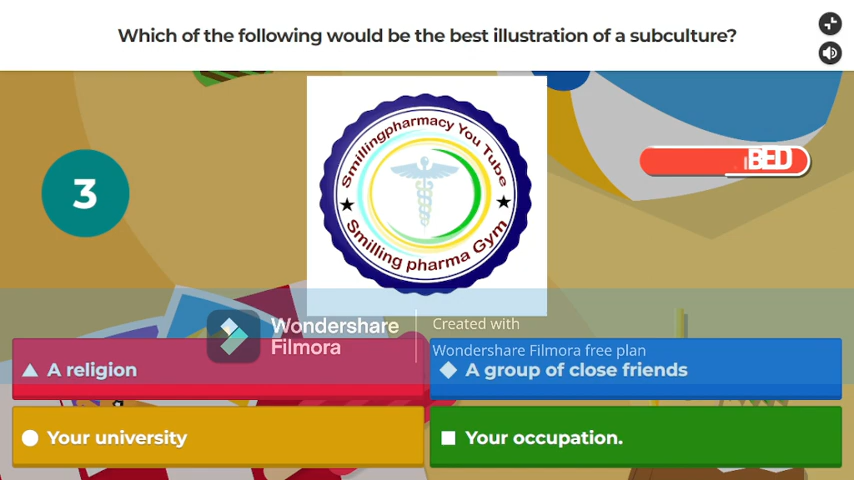 Which of the following would be the best illustration of a subculture?
3
Smillingpharmacy You Tube
Smilling pharma Gym
BED
Wondershare
Filmora
Created with
Wondershare Filmora free plan
A religion
A group of close friends
Your university
Your occupation.